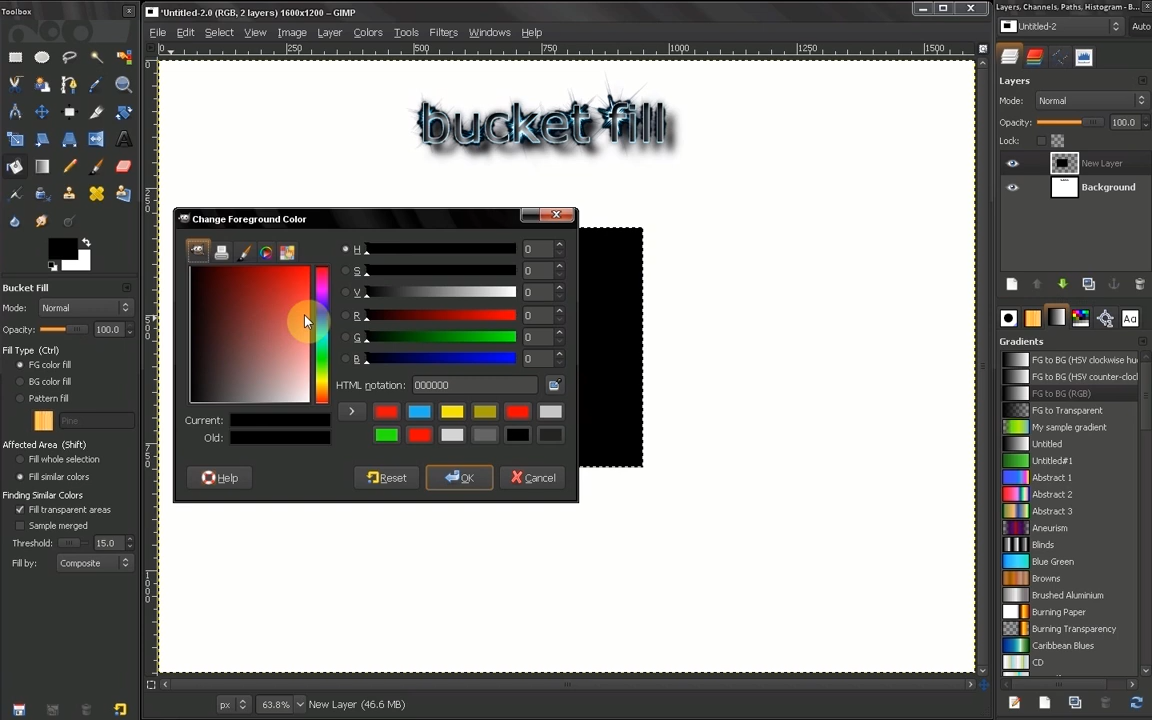 Toolbox
*Untitled-2.0 (RGB, 2 layers) 1600x1200 – GIMP
Layers, Channels, Paths, Histogram - B...
File Edit Select View Image Layer Colors Tools Filters Windows Help
Untitled-2 Auto
0 250 500 750 1000 1250 1500
bucket fill
Layers
Mode: Normal
Opacity: 100.0
Lock:
New Layer
Background
Change Foreground Color
H 0
S 0
V 0
R 0
G 0
B 0
HTML notation: 000000
Current:
Old:
Help Reset OK Cancel
Bucket Fill
Mode: Normal
Opacity: 100.0
Fill Type (Ctrl)
FG color fill
BG color fill
Pattern fill
Pine
Affected Area (Shift)
Fill whole selection
Fill similar colors
Finding Similar Colors
Fill transparent areas
Sample merged
Threshold: 15.0
Fill by: Composite
Gradients
FG to BG (HSV clockwise hu
FG to BG (HSV counter-clocl
FG to BG (RGB)
FG to Transparent
My sample gradient
Untitled
Untitled#1
Abstract 1
Abstract 2
Abstract 3
Aneurism
Blinds
Blue Green
Browns
Brushed Aluminium
Burning Paper
Burning Transparency
Caribbean Blues
CD
px 63.8% New Layer (46.6 MB)